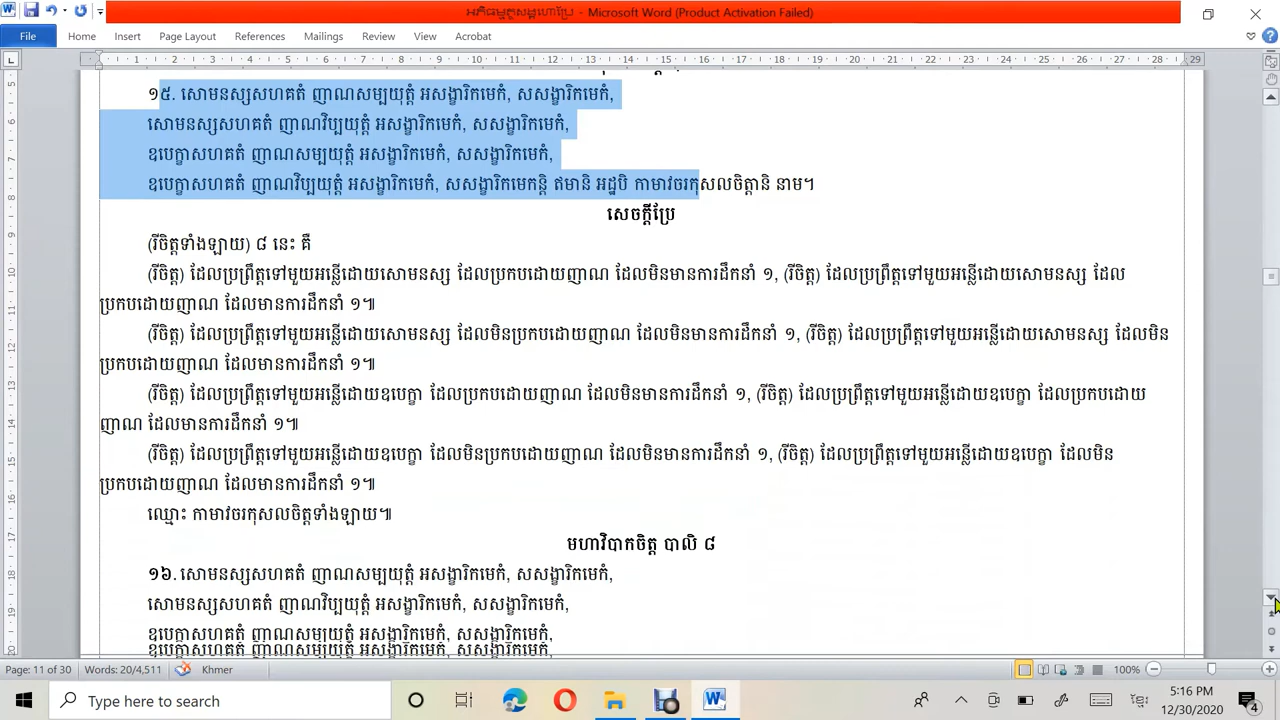 អភិធម្មត្ថសង្គហោប្រែ - Microsoft Word (Product Activation Failed)
File Home Insert Page Layout References Mailings Review View Acrobat
១៥. សោមនស្សសហគតំ ញាណសម្បយុត្តំ អសង្ខារិកមេកំ, សសង្ខារិកមេកំ,
សោមនស្សសហគតំ ញាណវិប្បយុត្តំ អសង្ខារិកមេកំ, សសង្ខារិកមេកំ,
ឧបេក្ខាសហគតំ ញាណសម្បយុត្តំ អសង្ខារិកមេកំ, សសង្ខារិកមេកំ,
ឧបេក្ខាសហគតំ ញាណវិប្បយុត្តំ អសង្ខារិកមេកំ, សសង្ខារិកមេកន្តិ ឥមានិ អដ្ឋបិ កាមាវចរកុសលចិត្តានិ នាម។
សេចក្ដីប្រែ
(រីចិត្តទាំងឡាយ) ៨ នេះ គឺ
(រីចិត្ត) ដែលប្រព្រឹត្តទៅមួយអន្លើដោយសោមនស្ស ដែលប្រកបដោយញាណ ដែលមិនមានការដឹកនាំ ១, (រីចិត្ត) ដែលប្រព្រឹត្តទៅមួយអន្លើដោយសោមនស្ស ដែល
ប្រកបដោយញាណ ដែលមានការដឹកនាំ ១៕
(រីចិត្ត) ដែលប្រព្រឹត្តទៅមួយអន្លើដោយសោមនស្ស ដែលមិនប្រកបដោយញាណ ដែលមិនមានការដឹកនាំ ១, (រីចិត្ត) ដែលប្រព្រឹត្តទៅមួយអន្លើដោយសោមនស្ស ដែលមិន
ប្រកបដោយញាណ ដែលមានការដឹកនាំ ១៕
(រីចិត្ត) ដែលប្រព្រឹត្តទៅមួយអន្លើដោយឧបេក្ខា ដែលប្រកបដោយញាណ ដែលមិនមានការដឹកនាំ ១, (រីចិត្ត) ដែលប្រព្រឹត្តទៅមួយអន្លើដោយឧបេក្ខា ដែលប្រកបដោយ
ញាណ ដែលមានការដឹកនាំ ១៕
(រីចិត្ត) ដែលប្រព្រឹត្តទៅមួយអន្លើដោយឧបេក្ខា ដែលមិនប្រកបដោយញាណ ដែលមិនមានការដឹកនាំ ១, (រីចិត្ត) ដែលប្រព្រឹត្តទៅមួយអន្លើដោយឧបេក្ខា ដែលមិន
ប្រកបដោយញាណ ដែលមានការដឹកនាំ ១៕
ឈ្មោះ កាមាវចរកុសលចិត្តទាំងឡាយ៕
មហាវិបាកចិត្ត បាលិ ៨
១៦. សោមនស្សសហគតំ ញាណសម្បយុត្តំ អសង្ខារិកមេកំ, សសង្ខារិកមេកំ,
សោមនស្សសហគតំ ញាណវិប្បយុត្តំ អសង្ខារិកមេកំ, សសង្ខារិកមេកំ,
ឧបេក្ខាសហគតំ ញាណសម្បយុត្តំ អសង្ខារិកមេកំ, សសង្ខារិកមេកំ,
Page: 11 of 30 Words: 20/4,511 Khmer 100%
Type here to search
5:16 PM
12/30/2020
4